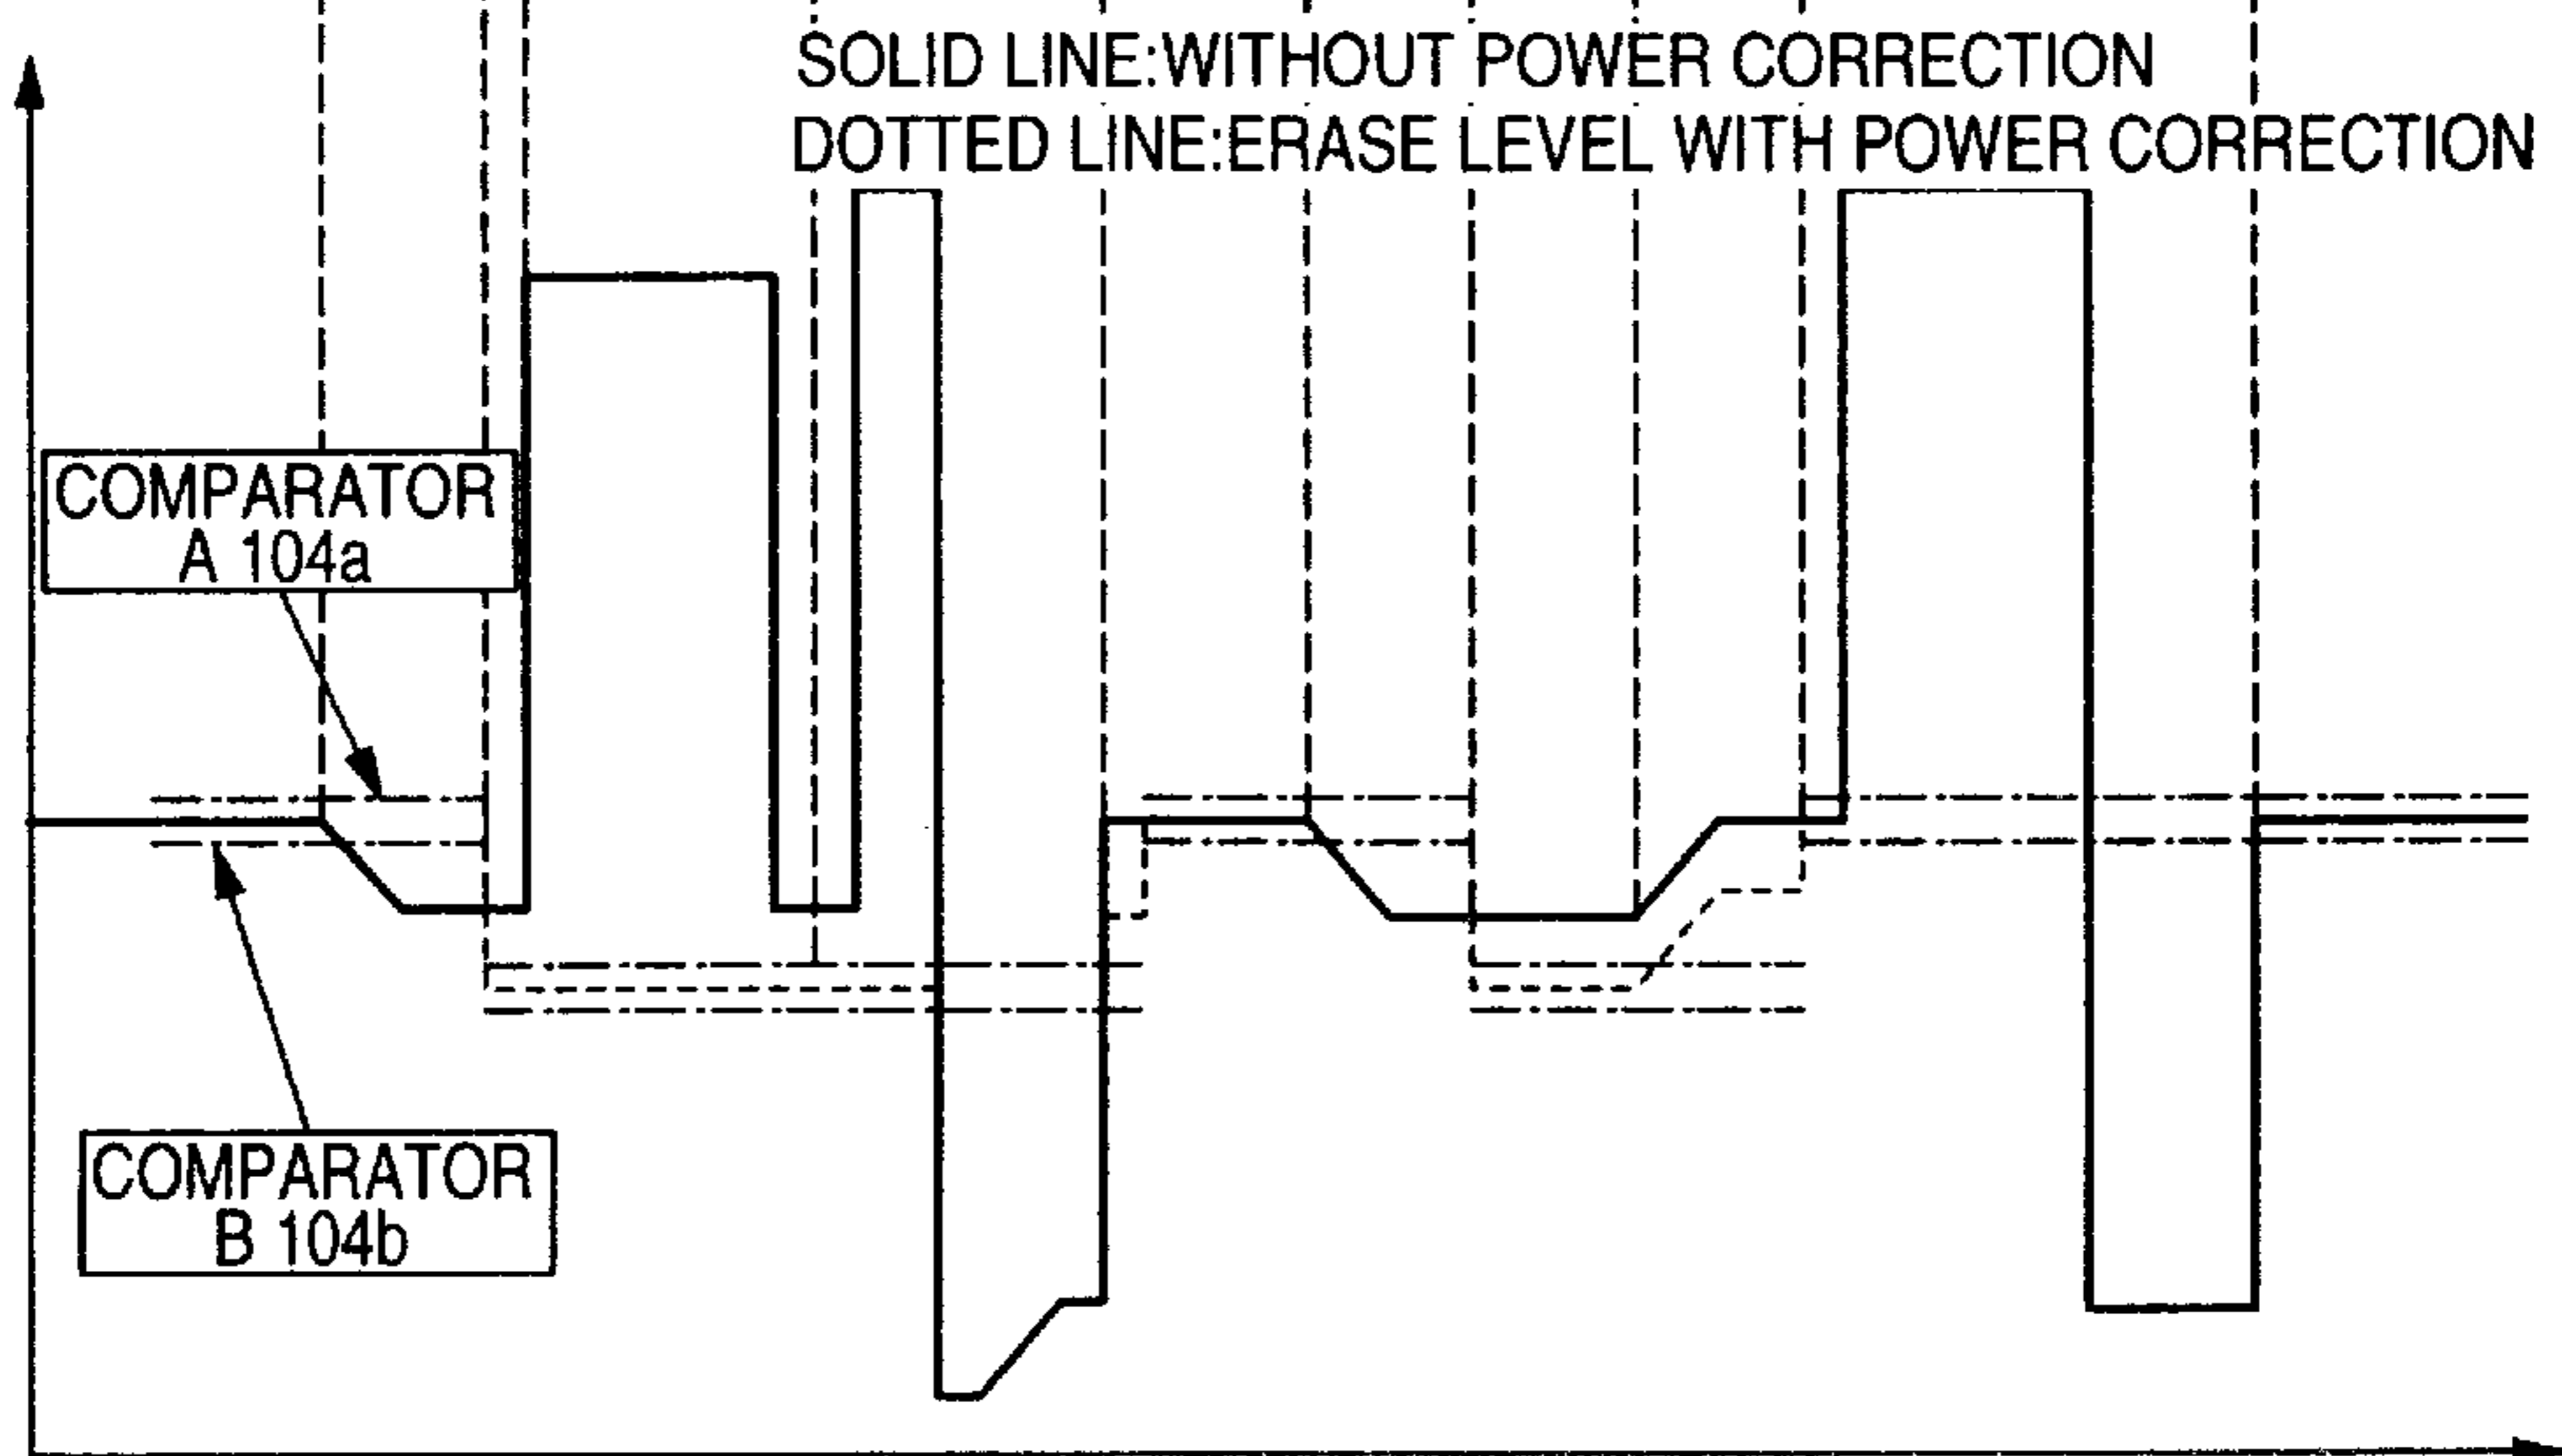 SOLID LINE:WITHOUT POWER CORRECTION
DOTTED LINE:ERASE LEVEL WITH POWER CORRECTION
COMPARATOR
A 104a
COMPARATOR
B 104b